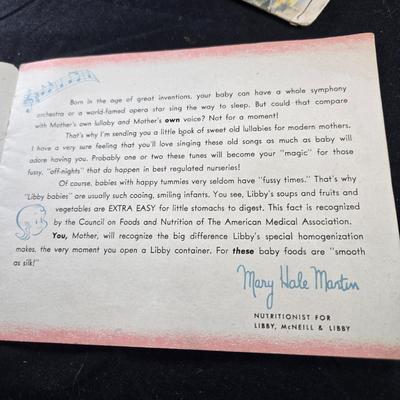 Born in the age of great inventions, your baby can have a whole symphony
orchestra or a world-famed opera star sing the way to sleep. But could that compare
with Mother's own lullaby and Mother's own voice? Not for a moment!
That's why I'm sending you a little book of sweet old lullabies for modern mothers.
I have a very sure feeling that you'll love singing these old songs as much as baby will
adore having you. Probably one or two these tunes will become your "magic" for those
fussy, "off-nights" that do happen in best regulated nurseries!
Of course, babies with happy tummies very seldom have "fussy times." That's why
"Libby babies" are usually such cooing, smiling infants. You see, Libby's soups and fruits and
vegetables are EXTRA EASY for little stomachs to digest. This fact is recognized
by the Council on Foods and Nutrition of The American Medical Association.
You, Mother, will recognize the big difference Libby's special homogenization
makes, the very moment you open a Libby container. For these baby foods are "smooth
as silk!"
Mary Hale Martin
NUTRITIONIST FOR
LIBBY, McNEILL & LIBBY